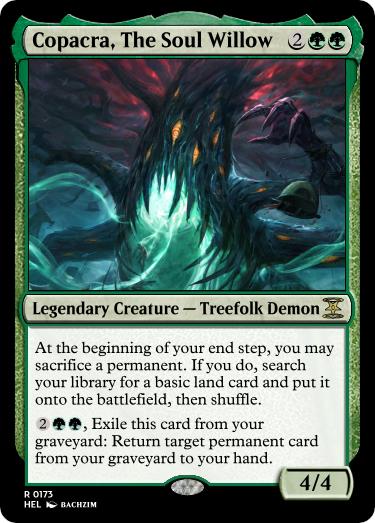 Copacra, The Soul Willow 2
Legendary Creature — Treefolk Demon
At the beginning of your end step, you may
sacrifice a permanent. If you do, search
your library for a basic land card and put it
onto the battlefield, then shuffle.
2, Exile this card from your
graveyard: Return target permanent card
from your graveyard to your hand.
4/4
R 0173
HEL BACHZIM